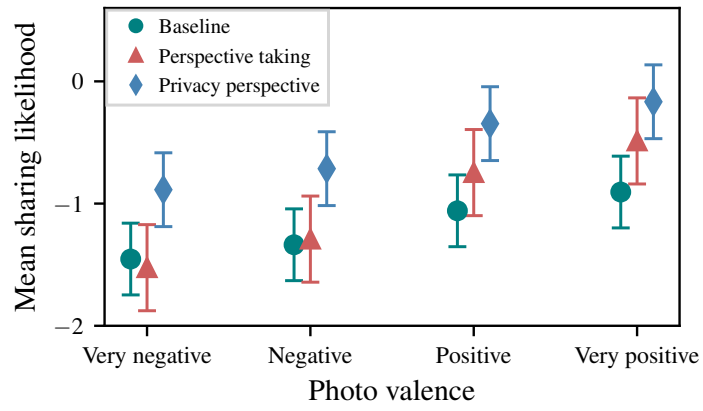 Baseline
Perspective taking
Privacy perspective
Mean sharing likelihood
0
−1
−2
Very negative
Negative
Positive
Very positive
Photo valence